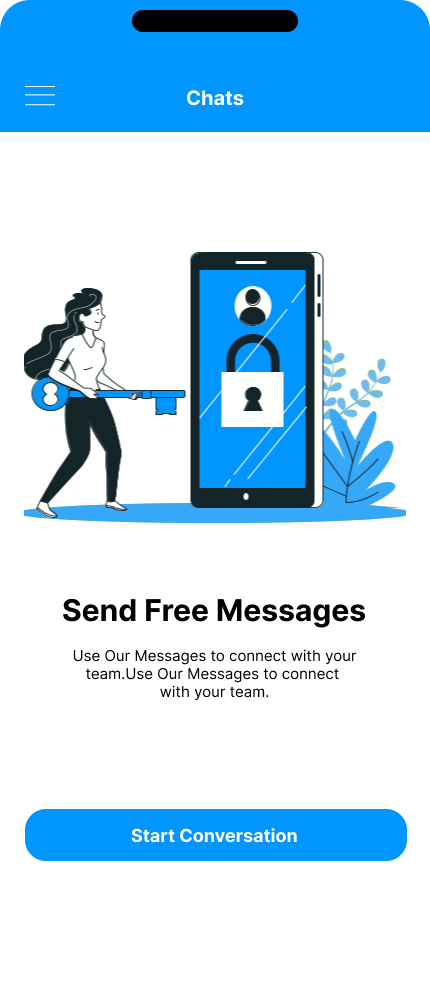 Chats
Send Free Messages
Use Our Messages to connect with your
team.Use Our Messages to connect
with your team.
Start Conversation